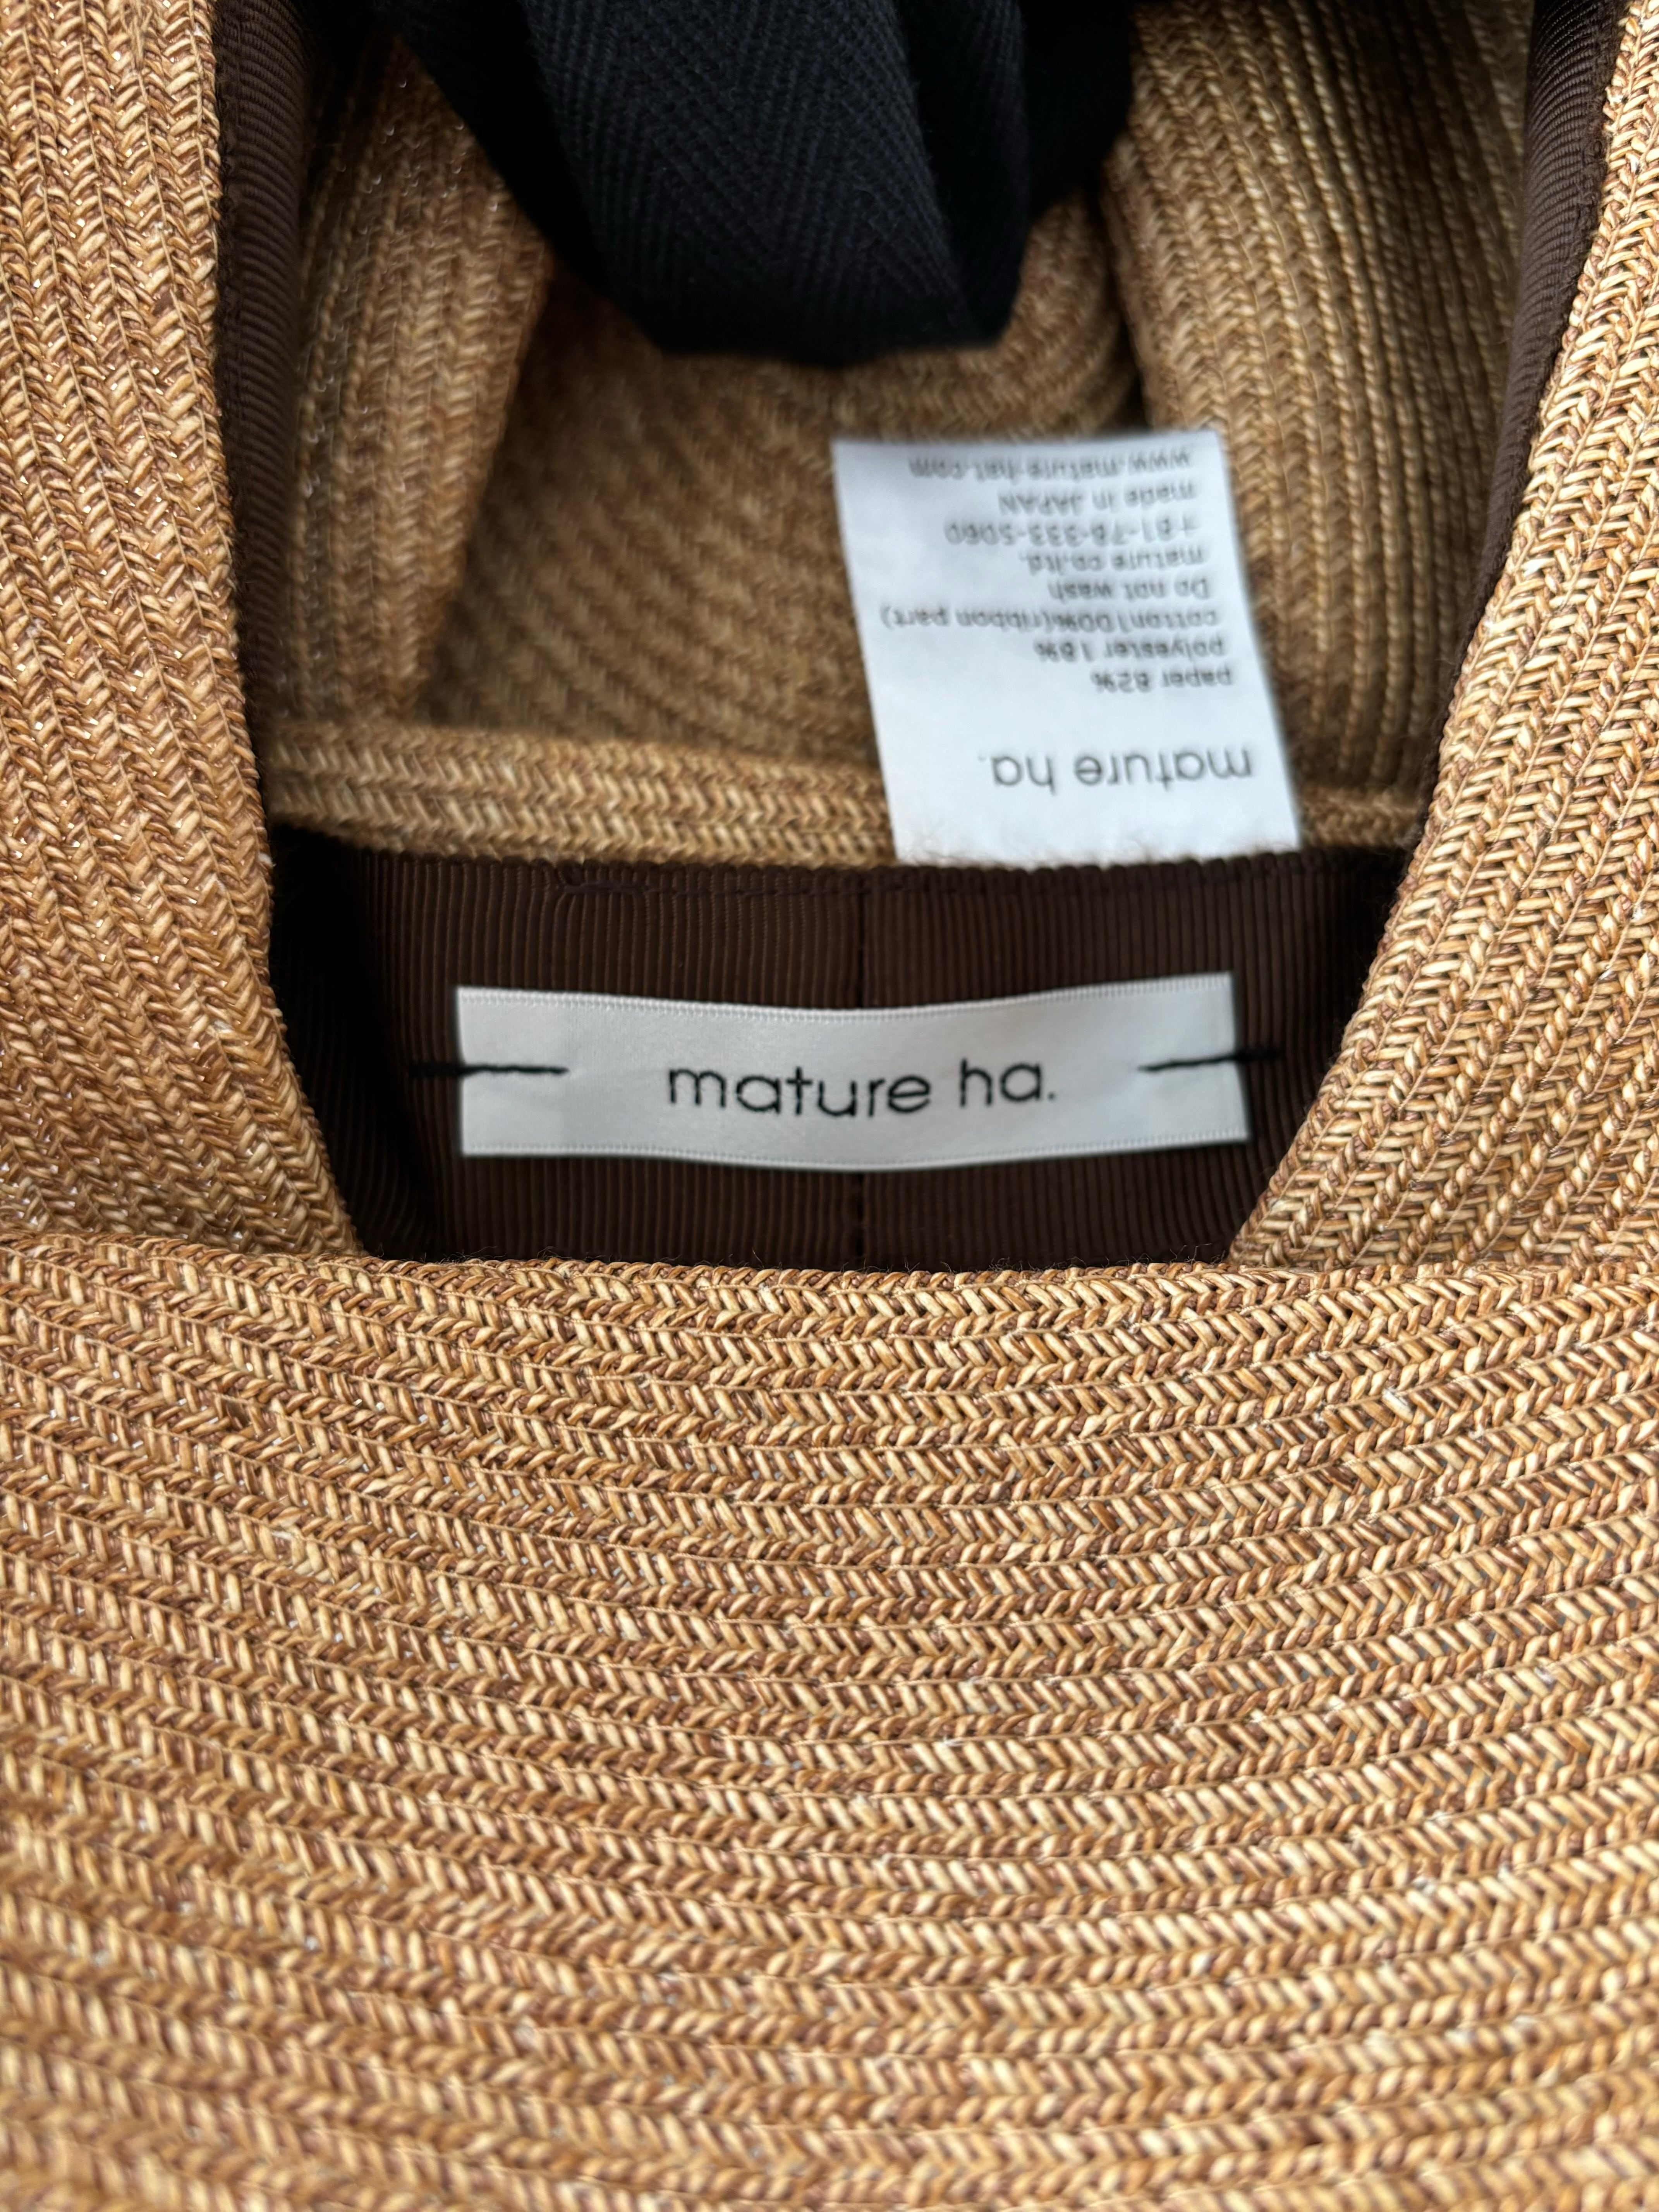 mature ha.
paper 82%
polyester 18%
cotton100%(ribbon part)
Do not wash
mature co.,ltd.
+81-78-333-5060
made in JAPAN
www.mature-hat.com
mature ha.